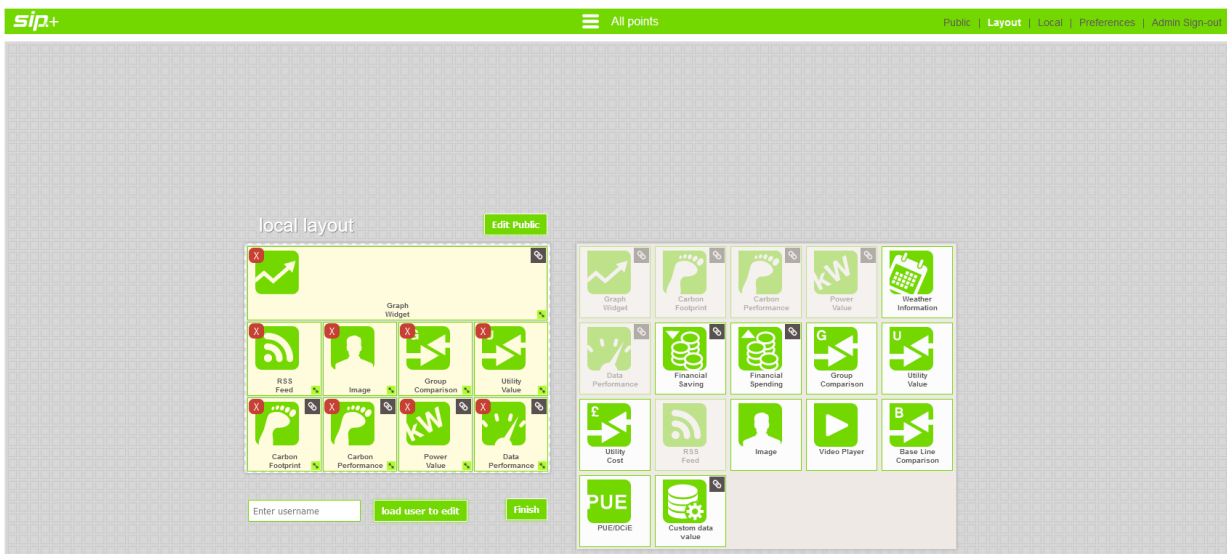 sip+
All points
Public | Layout | Local | Preferences | Admin Sign-out
local layout
Edit Public
X
Graph
Widget
X
X
X G
X U
RSS
Feed
Image
Group
Comparison
Utility
Value
X
X
X
X
kW
Carbon
Footprint
Carbon
Performance
Power
Value
Data
Performance
Enter username
load user to edit
Finish
kW
Graph
Widget
Carbon
Footprint
Carbon
Performance
Power
Value
Weather
Information
G
U
Data
Performance
Financial
Saving
Financial
Spending
Group
Comparison
Utility
Value
£
B
Utility
Cost
RSS
Feed
Image
Video Player
Base Line
Comparison
PUE
PUE/DCiE
Custom data
value